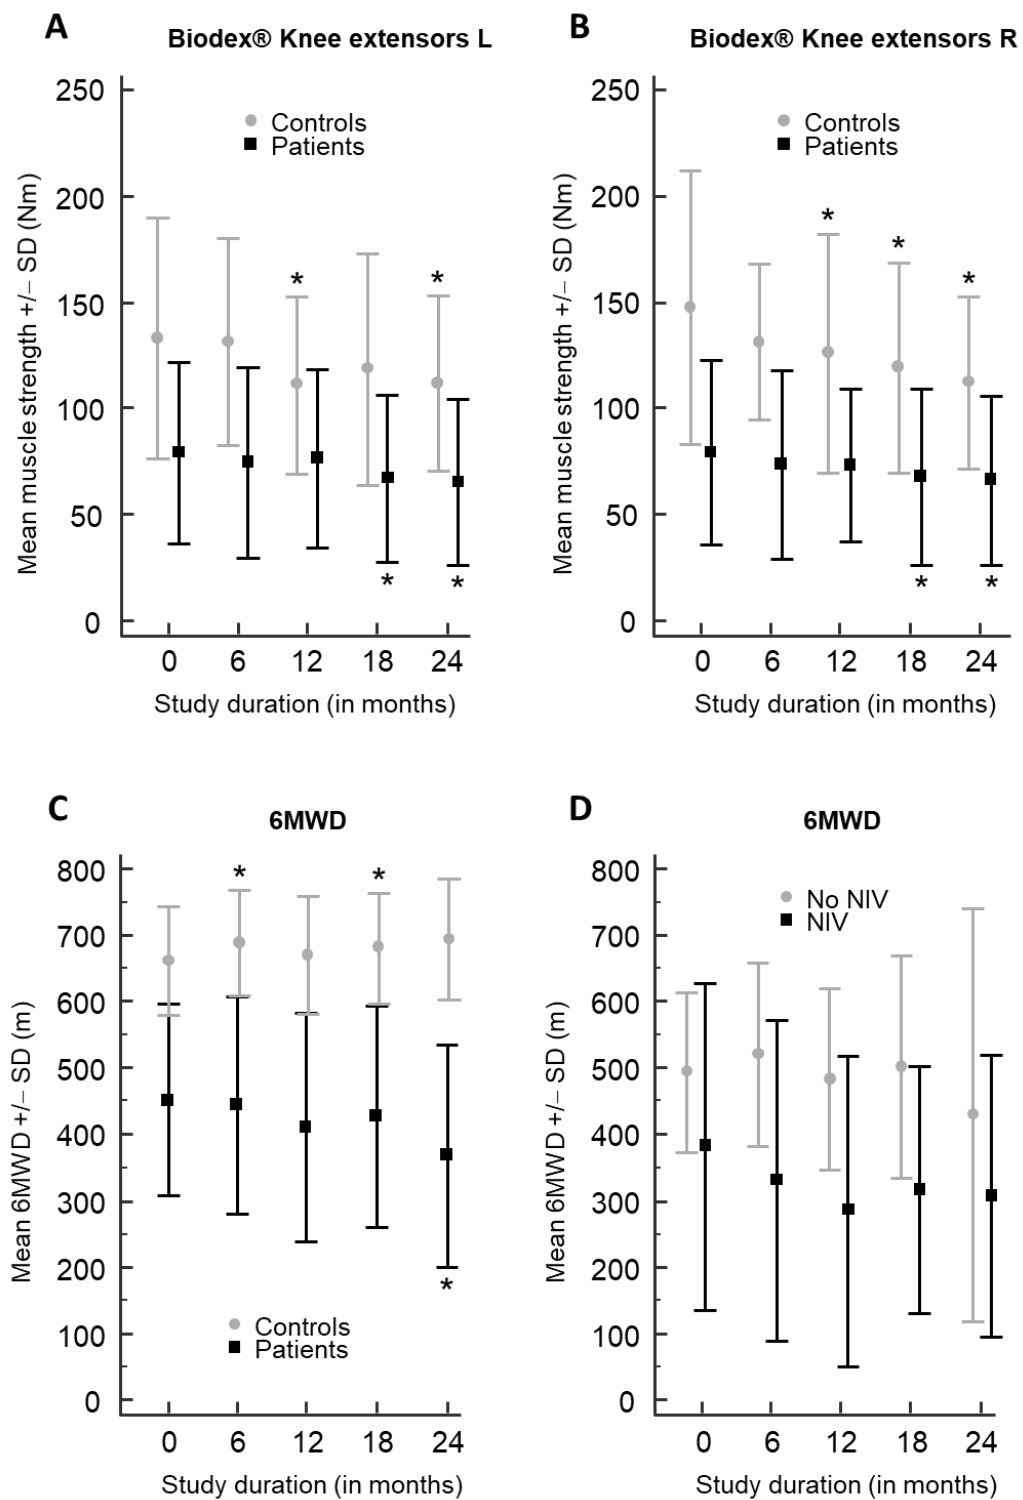 A
Biodex® Knee extensors L
Mean muscle strength +/− SD (Nm)
250
200
150
100
50
0
Controls
Patients
*
*
*
*
0 6 12 18 24
Study duration (in months)
B
Biodex® Knee extensors R
Mean muscle strength +/− SD (Nm)
250
200
150
100
50
0
Controls
Patients
*
*
*
*
*
0 6 12 18 24
Study duration (in months)
C
6MWD
Mean 6MWD +/− SD (m)
800
700
600
500
400
300
200
100
0
*
*
*
Controls
Patients
0 6 12 18 24
Study duration (in months)
D
6MWD
Mean 6MWD +/− SD (m)
800
700
600
500
400
300
200
100
0
No NIV
NIV
0 6 12 18 24
Study duration (in months)